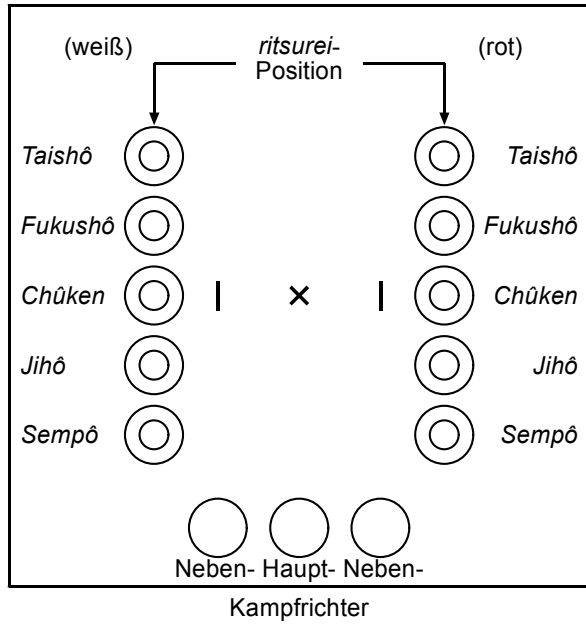 (weiß) ritsurei- (rot)
Position
Taishô Taishô
Fukushô Fukushô
Chûken Chûken
Jihô Jihô
Sempô Sempô
Neben- Haupt- Neben-
Kampfrichter